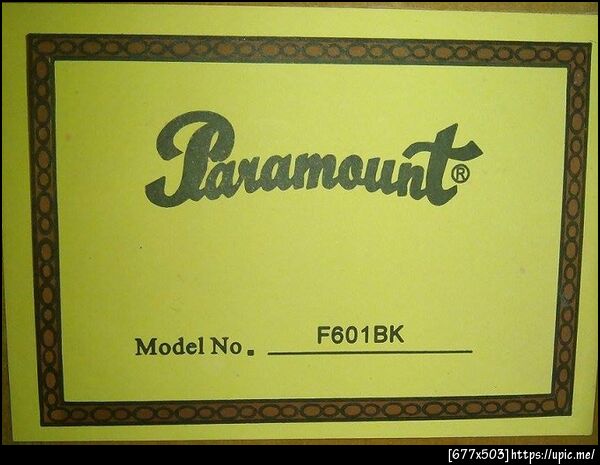 Paramount®
Model No. F601BK
[677x503]https://upic.me/